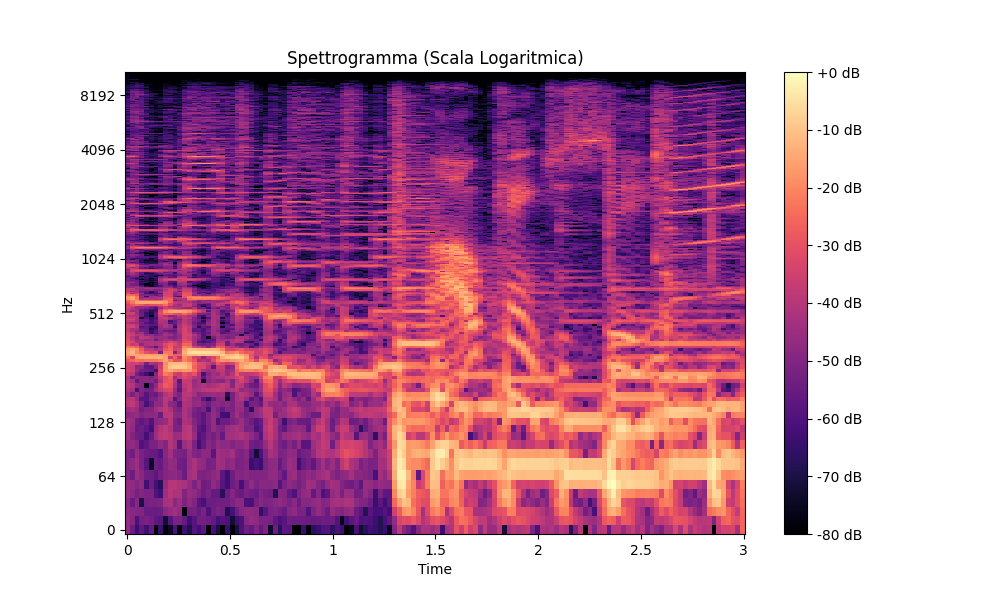 Spettrogramma (Scala Logaritmica)
Hz
8192
4096
2048
1024
512
256
128
64
0
0
0.5
1
1.5
2
2.5
3
Time
+0 dB
-10 dB
-20 dB
-30 dB
-40 dB
-50 dB
-60 dB
-70 dB
-80 dB